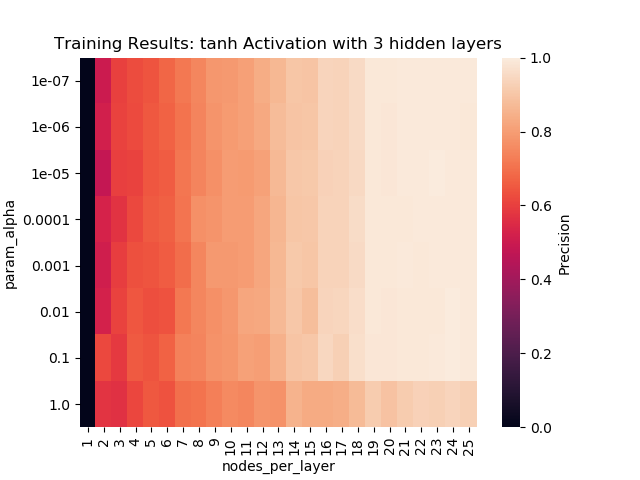 Training Results: tanh Activation with 3 hidden layers
param_alpha
1e-07
1e-06
1e-05
0.0001
0.001
0.01
0.1
1.0
1 2 3 4 5 6 7 8 9 10 11 12 13 14 15 16 17 18 19 20 21 22 23 24 25
nodes_per_layer
1.0
0.8
0.6
0.4
0.2
0.0
Precision